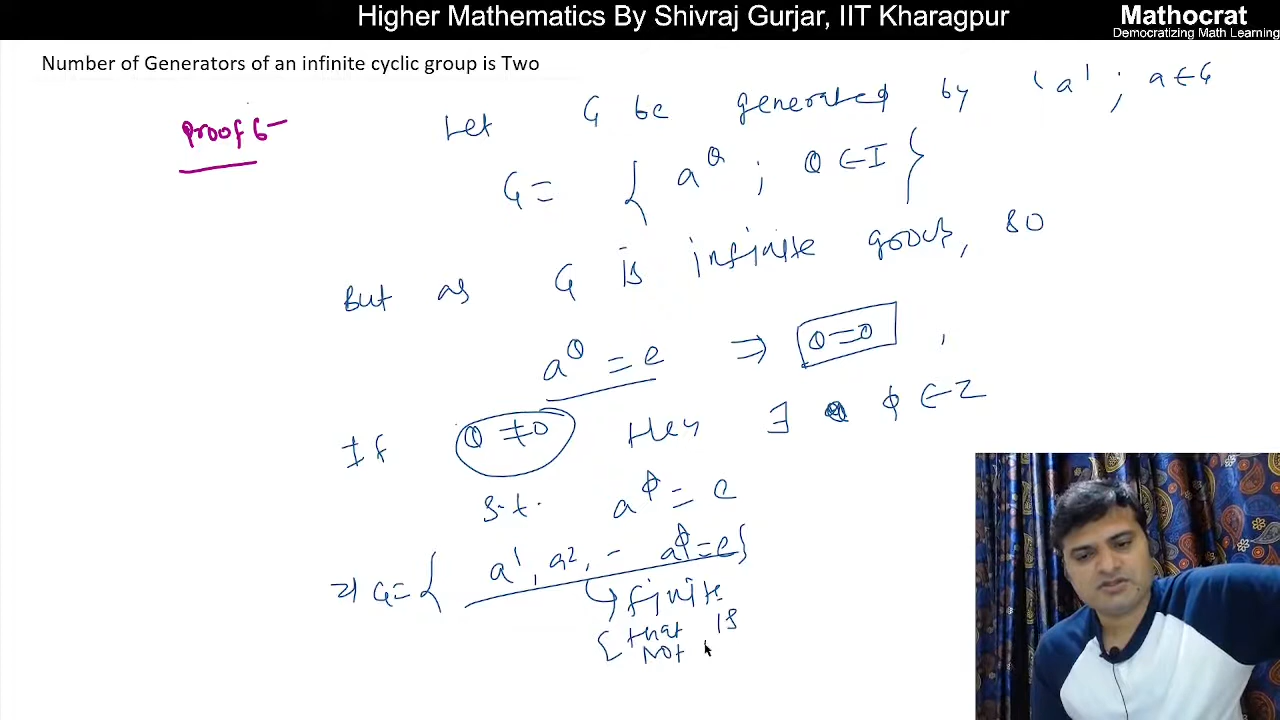 Higher Mathematics By Shivraj Gurjar, IIT Kharagpur
Mathocrat
Democratizing Math Learning
Number of Generators of an infinite cyclic group is Two
Proof :-
Let G be generated by 'a' ; a ∈ G
G = { a^θ ; θ ∈ I }
But as G is infinite group, so
a^θ = e ⇒ θ=0 ,
If θ ≠ 0 then ∃ ϕ ∈ Z
s.t. a^ϕ = e
⇒ G = { a^1, a^2, - a^ϕ = e }
↳ finite
{ that is
not